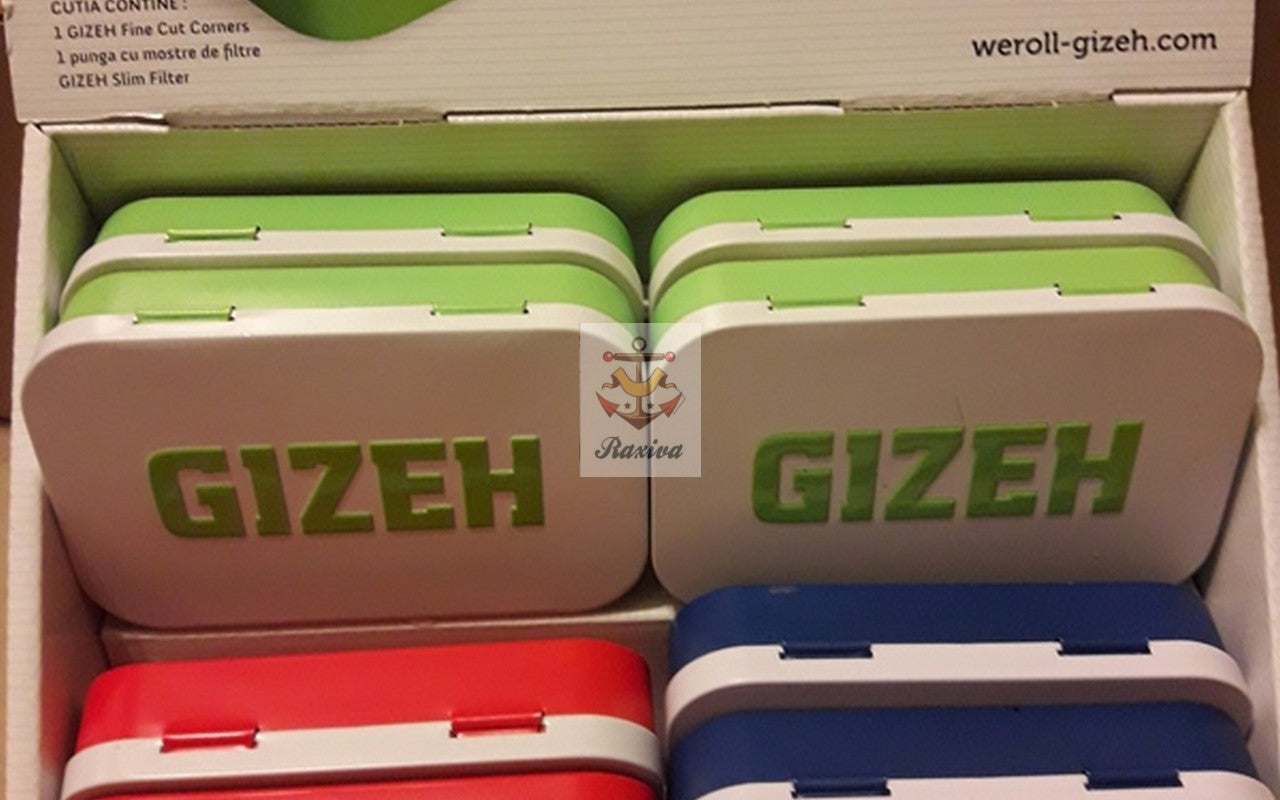 CUTIA CONTINE :
1 GIZEH Fine Cut Corners
1 punga cu mostre de filtre
GIZEH Slim Filter
weroll-gizeh.com
GIZEH
GIZEH
Raxiva